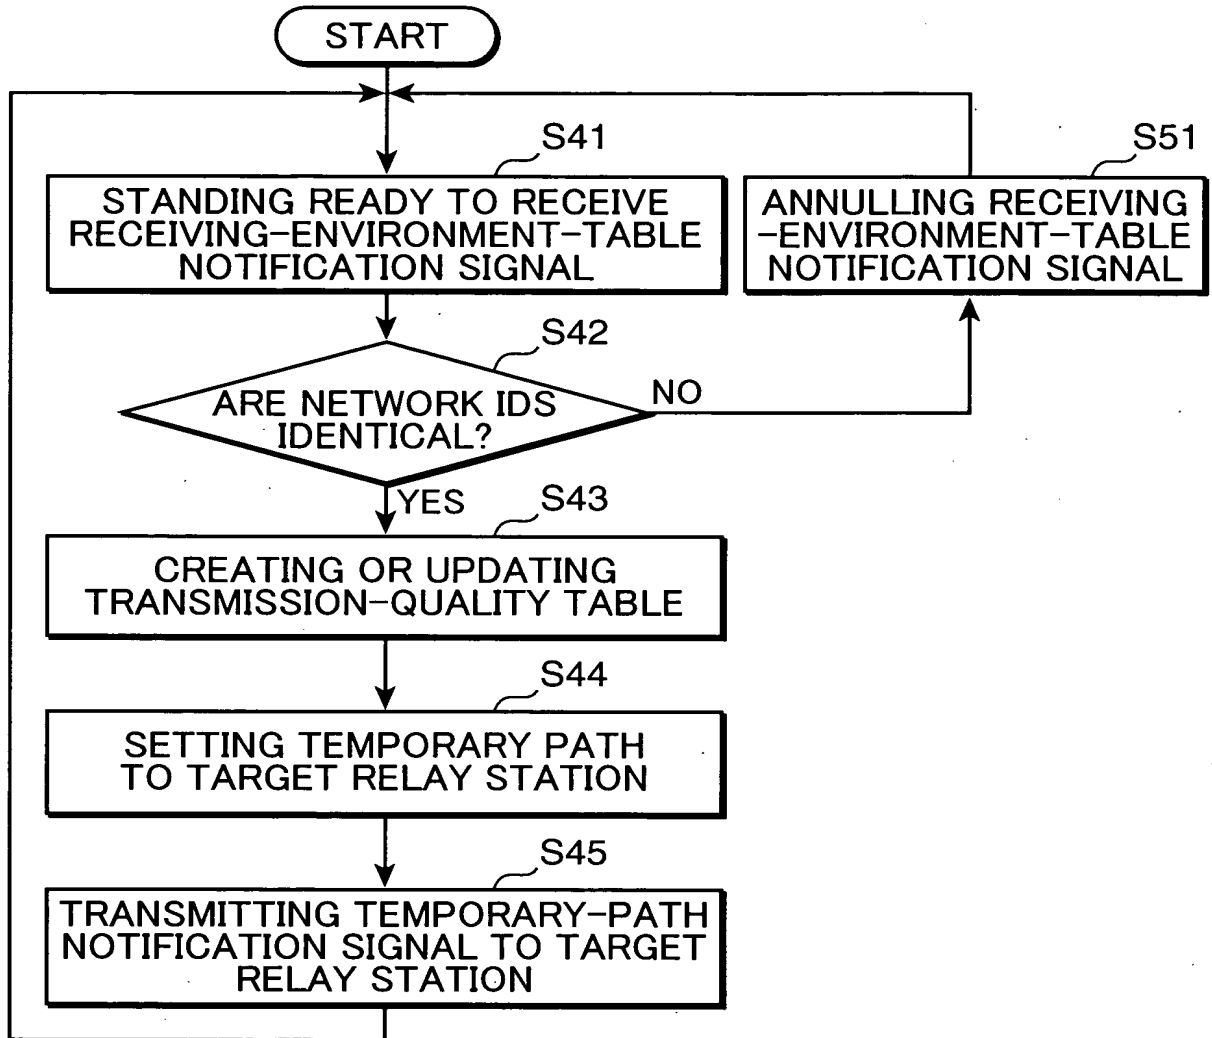 START
S41
STANDING READY TO RECEIVE
RECEIVING-ENVIRONMENT-TABLE
NOTIFICATION SIGNAL
S51
ANNULLING RECEIVING
-ENVIRONMENT-TABLE
NOTIFICATION SIGNAL
S42
ARE NETWORK IDS
IDENTICAL?
NO
YES
S43
CREATING OR UPDATING
TRANSMISSION-QUALITY TABLE
S44
SETTING TEMPORARY PATH
TO TARGET RELAY STATION
S45
TRANSMITTING TEMPORARY-PATH
NOTIFICATION SIGNAL TO TARGET
RELAY STATION